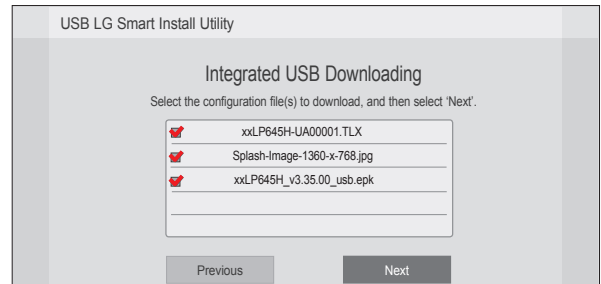 USB LG Smart Install Utility
Integrated USB Downloading
Select the configuration file(s) to download, and then select ‘Next’.
xxLP645H-UA00001.TLX
Splash-Image-1360-x-768.jpg
xxLP645H_v3.35.00_usb.epk
Previous Next